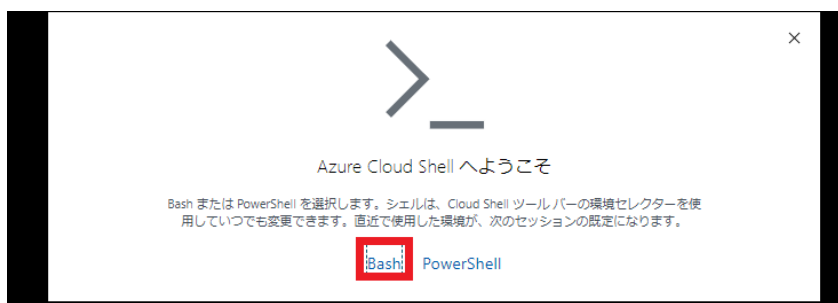 Azure Cloud Shell へようこそ
Bash または PowerShell を選択します。シェルは、Cloud Shell ツール バーの環境セレクターを使
用していつでも変更できます。直近で使用した環境が、次のセッションの既定になります。
Bash PowerShell